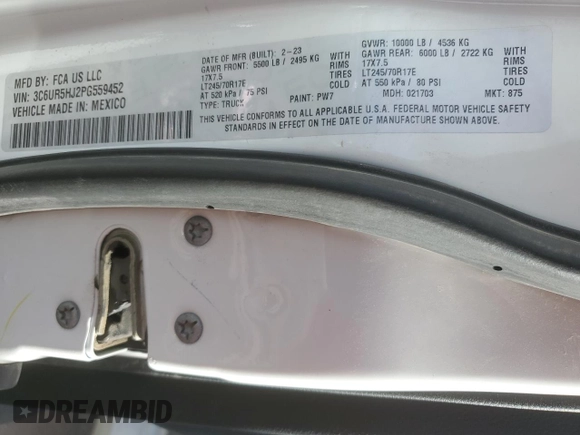 MFD BY: FCA US LLC
VIN: 3C6UR5HJ2PG559452
VEHICLE MADE IN: MEXICO
DATE OF MFR (BUILT): 2-23
GAWR FRONT: 5500 LB / 2495 KG
17X7.5
LT245/70R17E
AT 520 kPa / 75 PSI
TYPE: TRUCK
WITH
RIMS
TIRES
PAINT: PW7
GVWR: 10000 LB / 4536 KG
GAWR REAR: 6000 LB / 2722 KG
17X7.5
LT245/70R17E
AT 550 kPa / 80 PSI
MDH: 021703
WITH
RIMS
TIRES
MKT: 875
THIS VEHICLE CONFORMS TO ALL APPLICABLE U.S.A. FEDERAL MOTOR VEHICLE SAFETY
STANDARDS IN EFFECT ON THE DATE OF MANUFACTURE SHOWN ABOVE
DREAMBID